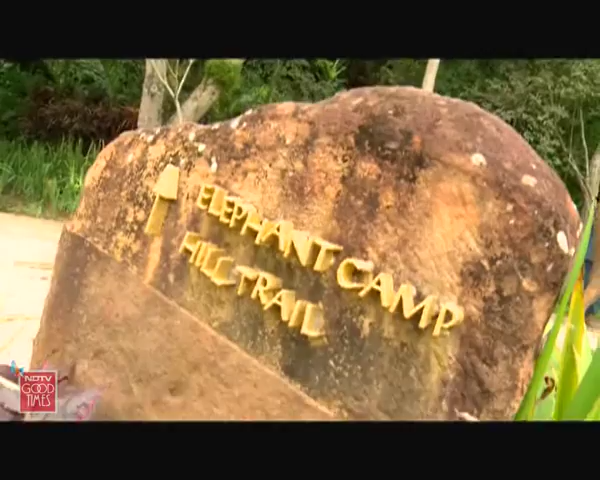 ELEPHANT CAMP
HILL TRAIL
NDTV
GOOD
TIMES